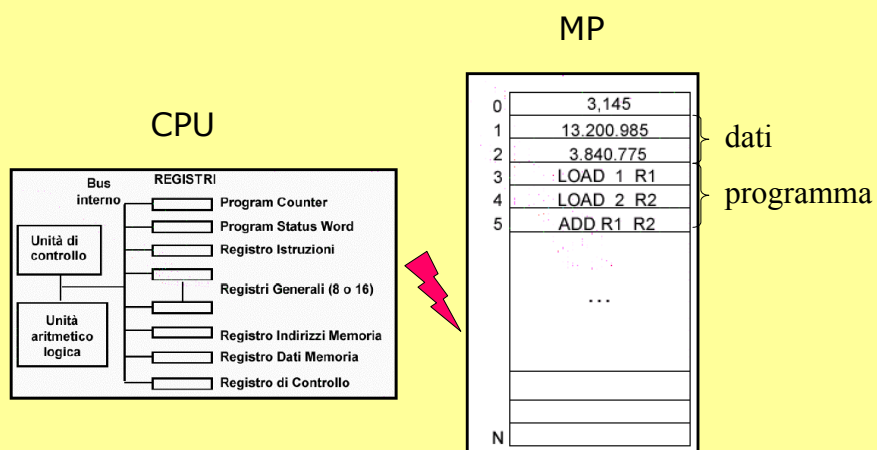 MP
CPU
Bus interno
REGISTRI
Program Counter
Program Status Word
Registro Istruzioni
Registri Generali (8 o 16)
Registro Indirizzi Memoria
Registro Dati Memoria
Registro di Controllo
Unità di
controllo
Unità
aritmetico
logica
0 3,145
1 13.200.985
2 3.840.775
3 LOAD 1 R1
4 LOAD 2 R2
5 ADD R1 R2
...
N
dati
programma